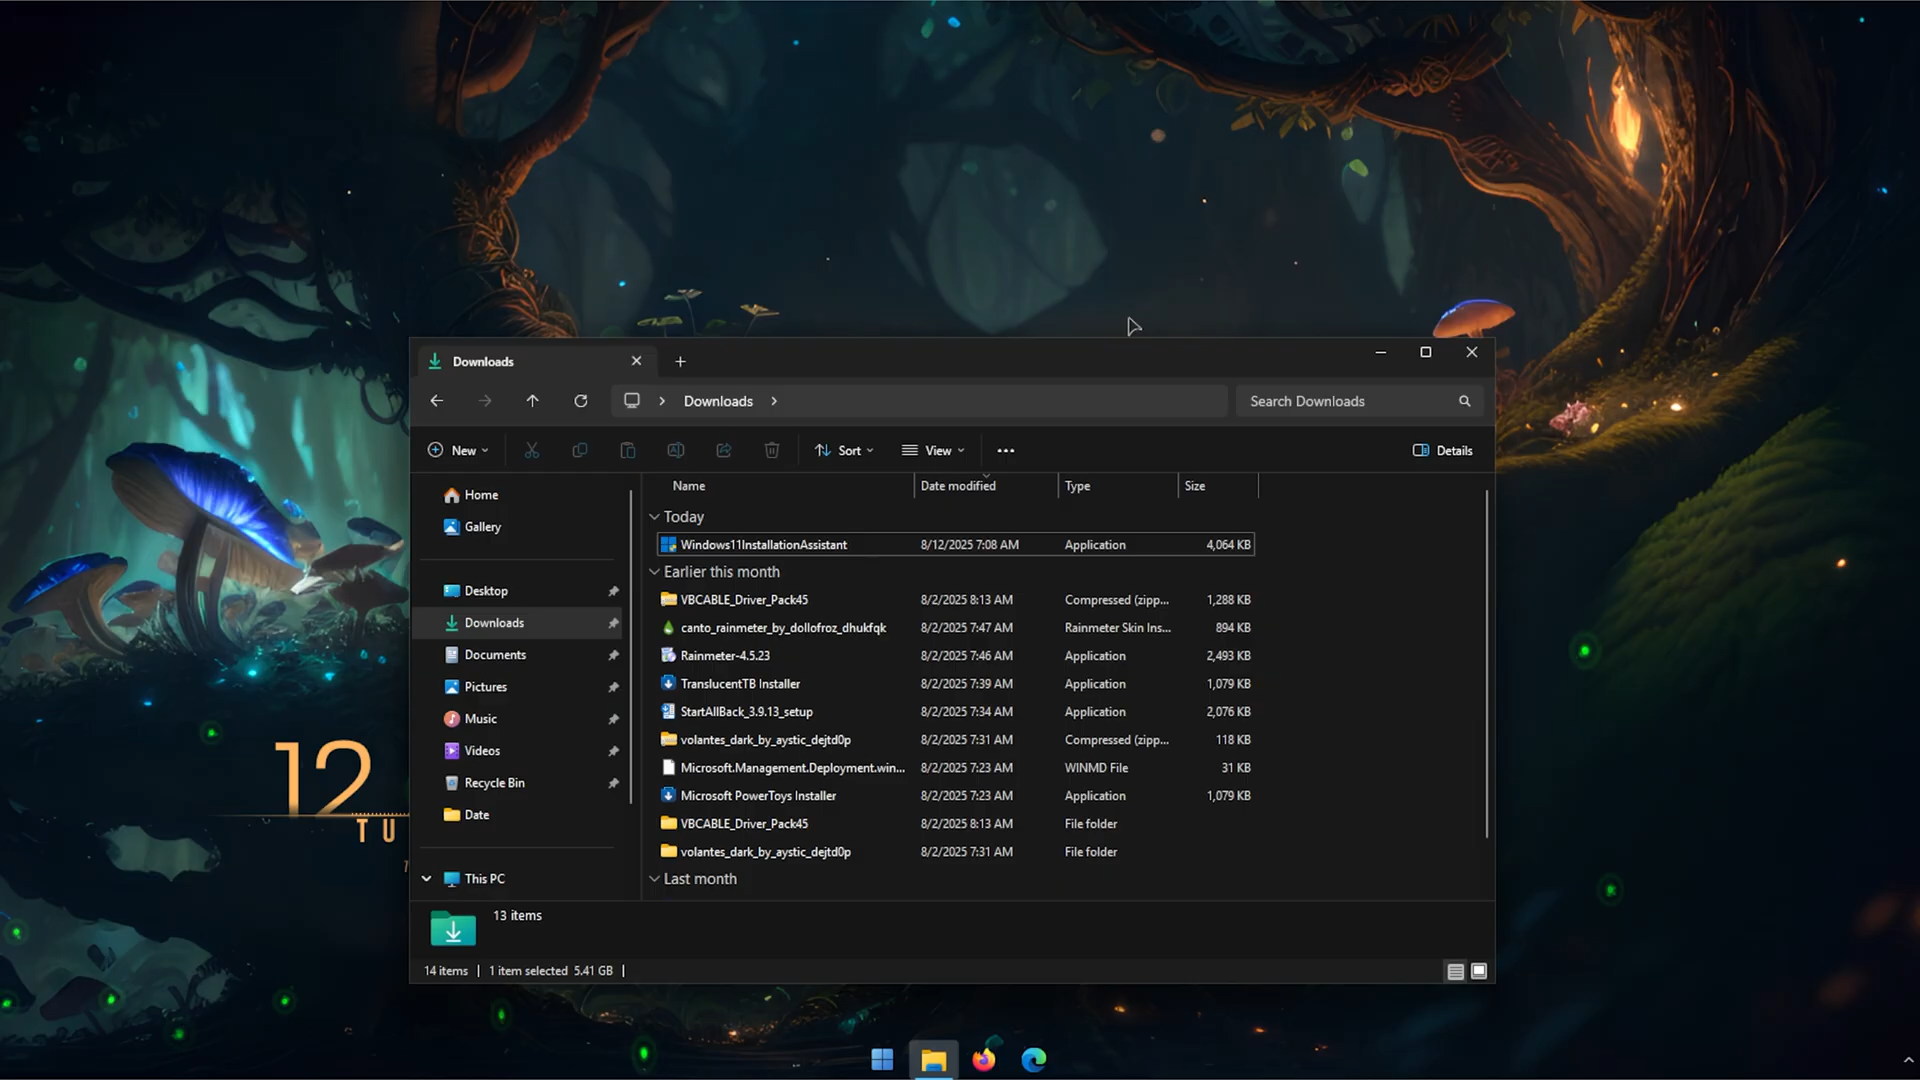 Downloads
Downloads
Search Downloads
New
Sort
View
Details
Home
Gallery
Desktop
Downloads
Documents
Pictures
Music
Videos
Recycle Bin
Date
This PC
Name Date modified Type Size
Today
Windows11InstallationAssistant 8/12/2025 7:08 AM Application 4,064 KB
Earlier this month
VBCABLE_Driver_Pack45 8/2/2025 8:13 AM Compressed (zipp... 1,288 KB
canto_rainmeter_by_dollofroz_dhukfqk 8/2/2025 7:47 AM Rainmeter Skin Ins... 894 KB
Rainmeter-4.5.23 8/2/2025 7:46 AM Application 2,493 KB
TranslucentTB Installer 8/2/2025 7:39 AM Application 1,079 KB
StartAllBack_3.9.13_setup 8/2/2025 7:34 AM Application 2,076 KB
volantes_dark_by_aystic_dejtd0p 8/2/2025 7:31 AM Compressed (zipp... 118 KB
Microsoft.Management.Deployment.win... 8/2/2025 7:23 AM WINMD File 31 KB
Microsoft PowerToys Installer 8/2/2025 7:23 AM Application 1,079 KB
VBCABLE_Driver_Pack45 8/2/2025 8:13 AM File folder
volantes_dark_by_aystic_dejtd0p 8/2/2025 7:31 AM File folder
Last month
13 items
14 items 1 item selected 5.41 GB
12
TU